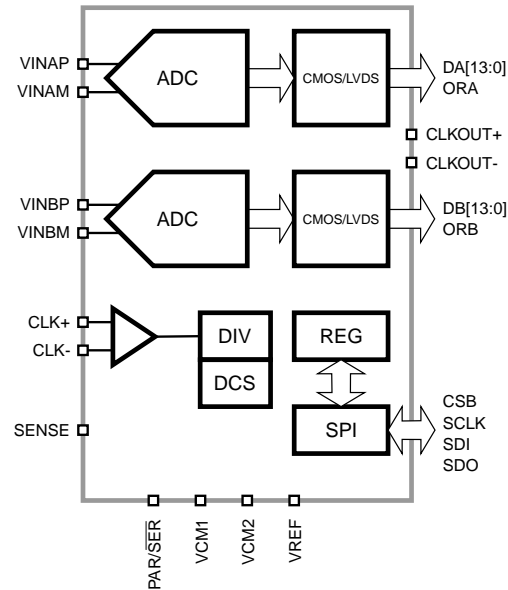 VINAP
VINAM
ADC
CMOS/LVDS
DA[13:0]
ORA
CLKOUT+
CLKOUT-
VINBP
VINBM
ADC
CMOS/LVDS
DB[13:0]
ORB
CLK+
CLK-
DIV
DCS
REG
SPI
CSB
SCLK
SDI
SDO
SENSE
PAR/SER
VCM1
VCM2
VREF